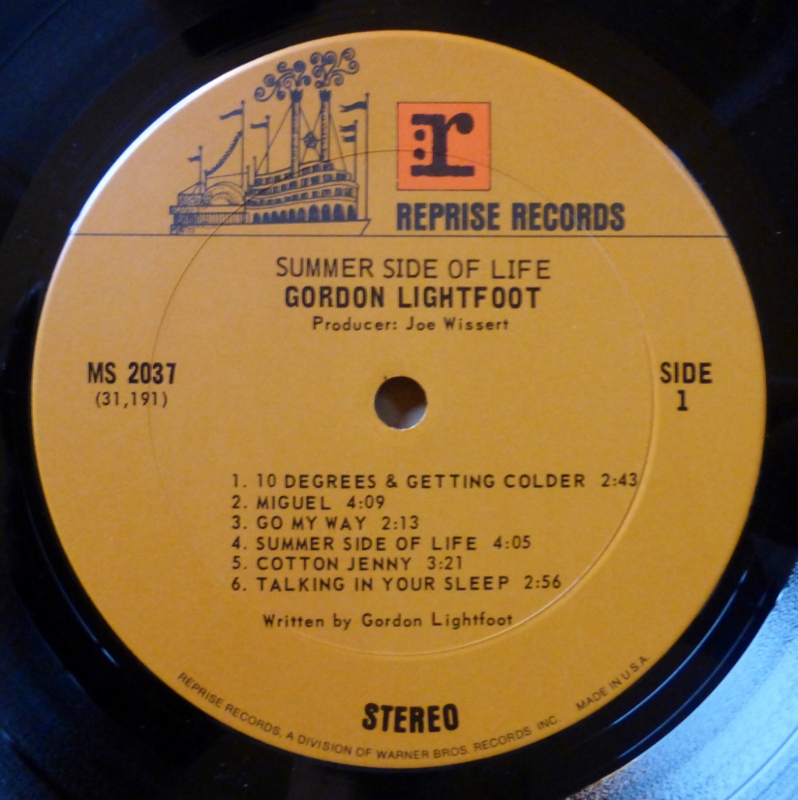 r
REPRISE RECORDS
SUMMER SIDE OF LIFE
GORDON LIGHTFOOT
Producer: Joe Wissert
MS 2037
(31,191)
SIDE
1
1. 10 DEGREES & GETTING COLDER 2:43
2. MIGUEL 4:09
3. GO MY WAY 2:13
4. SUMMER SIDE OF LIFE 4:05
5. COTTON JENNY 3:21
6. TALKING IN YOUR SLEEP 2:56
Written by Gordon Lightfoot
STEREO
REPRISE RECORDS, A DIVISION OF WARNER BROS. RECORDS INC. MADE IN U.S.A.